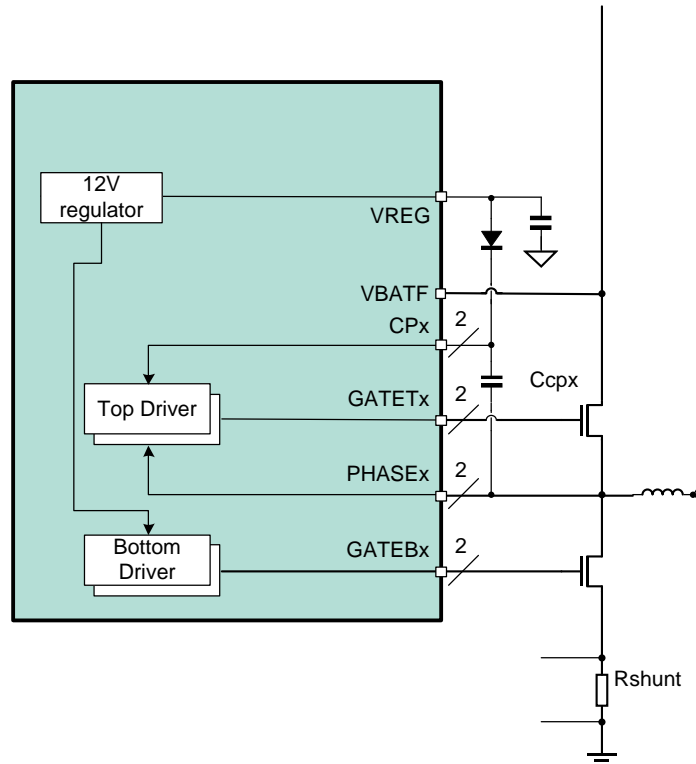 12V
regulator
VREG
VBATF
CPx
2
Ccpx
Top Driver
GATETx
2
PHASEx
2
Bottom
Driver
GATEBx
2
Rshunt